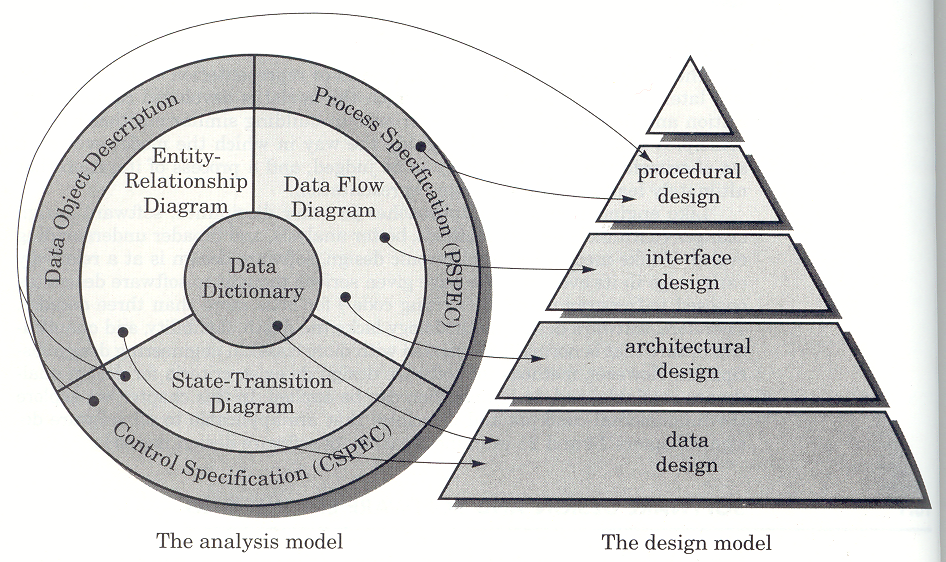 Data Object Description
Process Specification (PSPEC)
Entity-
Relationship
Diagram
Data Flow
Diagram
Data
Dictionary
State-Transition
Diagram
Control Specification (CSPEC)
The analysis model
procedural
design
interface
design
architectural
design
data
design
The design model